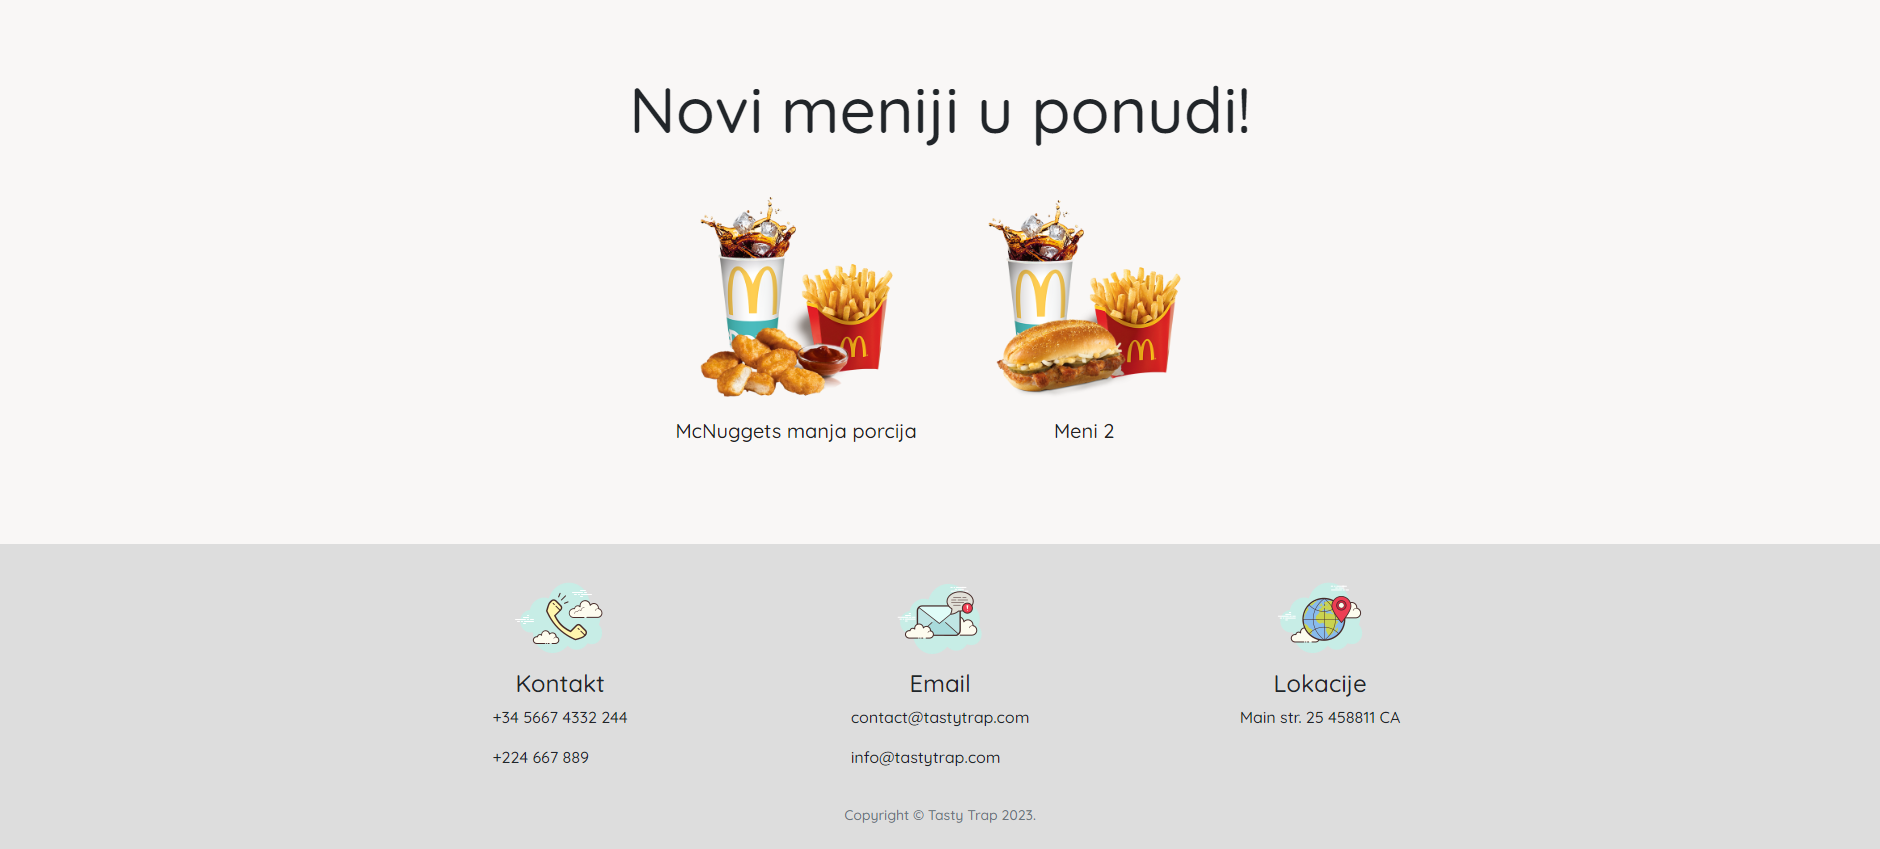 Novi meniji u ponudi!
McNuggets manja porcija
Meni 2
Kontakt
+34 5667 4332 244
+224 667 889
Email
contact@tastytrap.com
info@tastytrap.com
Lokacije
Main str. 25 458811 CA
Copyright © Tasty Trap 2023.